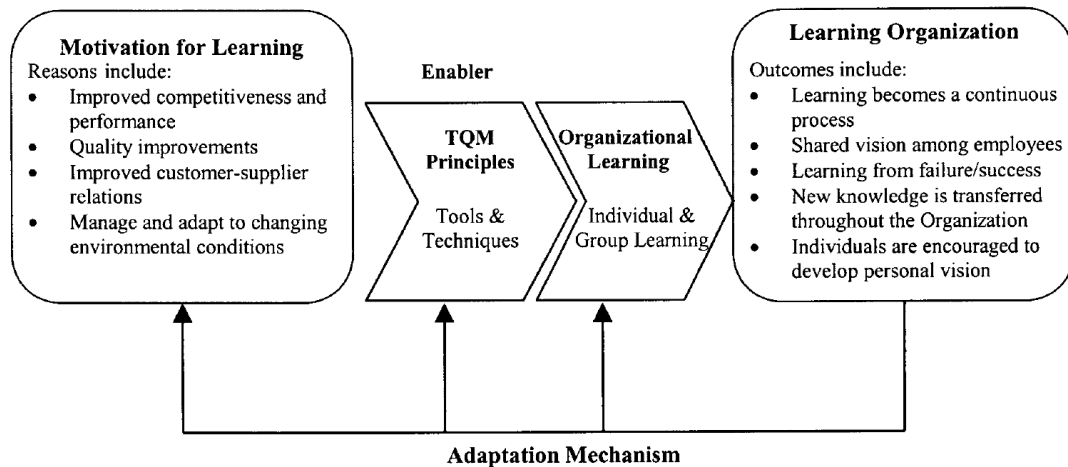 Motivation for Learning
Reasons include:
• Improved competitiveness and
performance
• Quality improvements
• Improved customer-supplier
relations
• Manage and adapt to changing
environmental conditions
Enabler
TQM
Principles
Tools &
Techniques
Organizational
Learning
Individual &
Group Learning
Learning Organization
Outcomes include:
• Learning becomes a continuous
process
• Shared vision among employees
• Learning from failure/success
• New knowledge is transferred
throughout the Organization
• Individuals are encouraged to
develop personal vision
Adaptation Mechanism